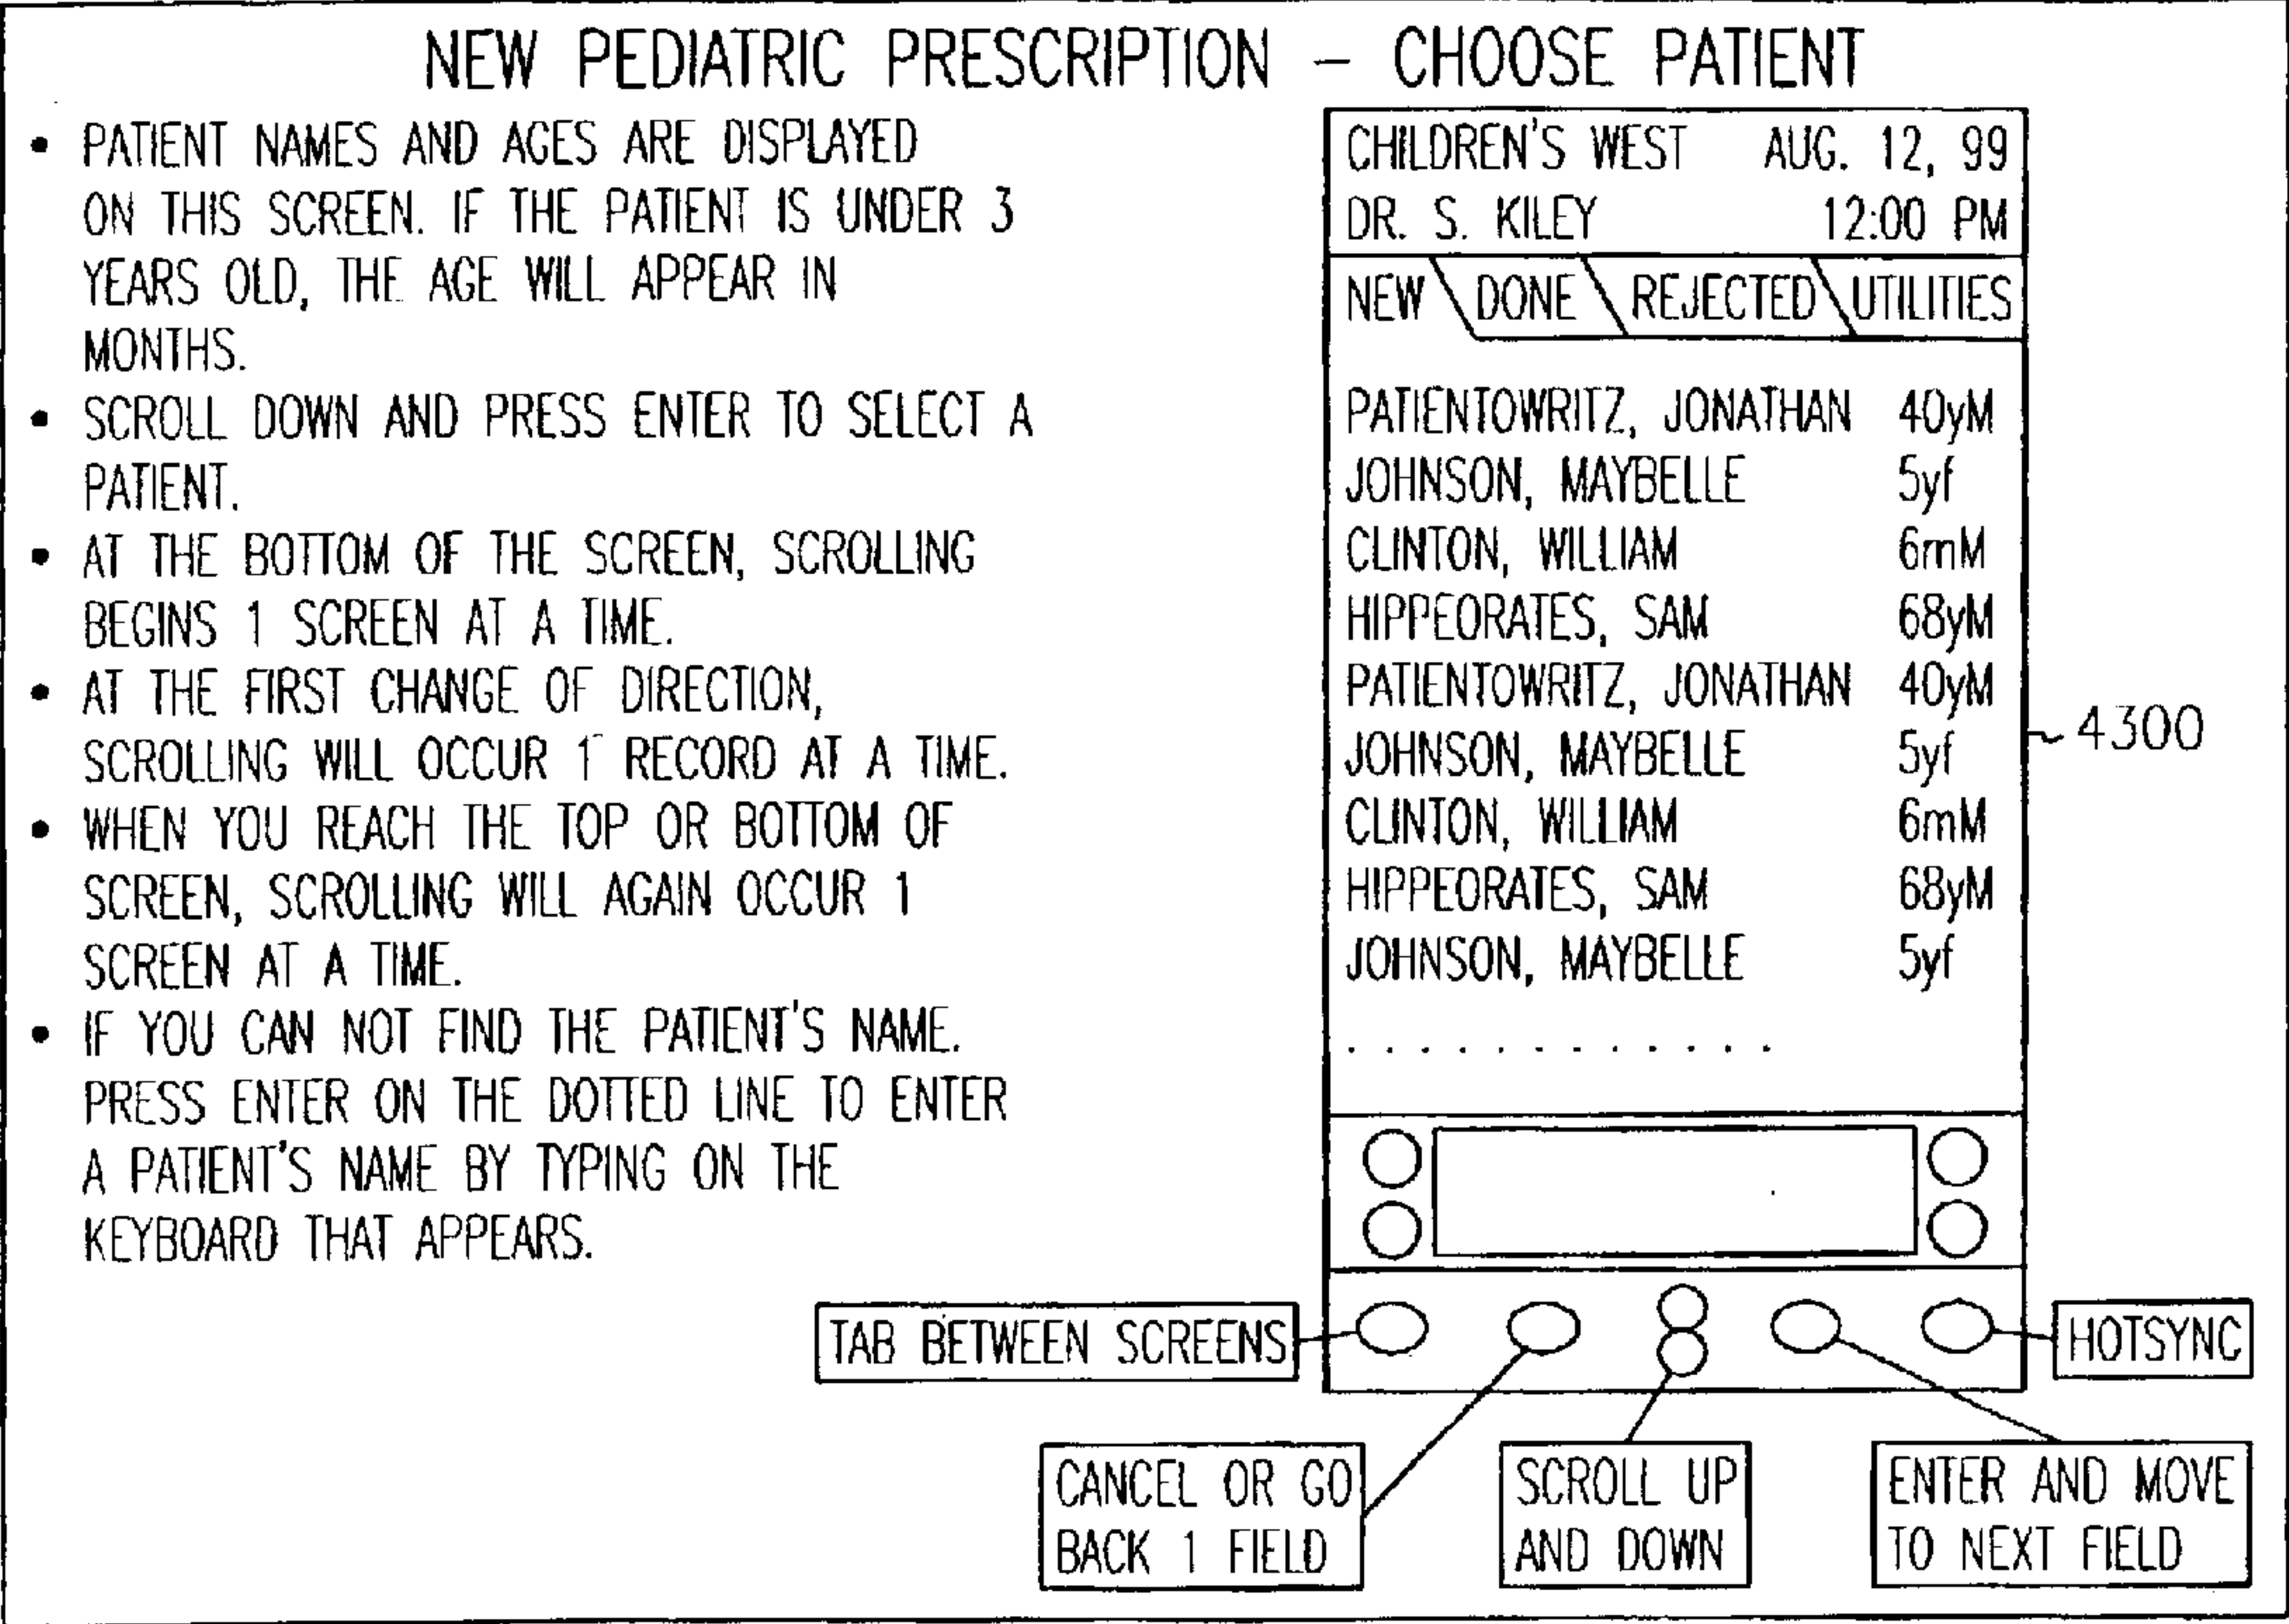 NEW PEDIATRIC PRESCRIPTION – CHOOSE PATIENT
• PATIENT NAMES AND AGES ARE DISPLAYED
ON THIS SCREEN. IF THE PATIENT IS UNDER 3
YEARS OLD, THE AGE WILL APPEAR IN
MONTHS.
• SCROLL DOWN AND PRESS ENTER TO SELECT A
PATIENT.
• AT THE BOTTOM OF THE SCREEN, SCROLLING
BEGINS 1 SCREEN AT A TIME.
• AT THE FIRST CHANGE OF DIRECTION,
SCROLLING WILL OCCUR 1 RECORD AT A TIME.
• WHEN YOU REACH THE TOP OR BOTTOM OF
SCREEN, SCROLLING WILL AGAIN OCCUR 1
SCREEN AT A TIME.
• IF YOU CAN NOT FIND THE PATIENT'S NAME.
PRESS ENTER ON THE DOTTED LINE TO ENTER
A PATIENT'S NAME BY TYPING ON THE
KEYBOARD THAT APPEARS.
CHILDREN'S WEST AUG. 12, 99
DR. S. KILEY 12:00 PM
NEW DONE REJECTED UTILITIES
PATIENTOWRITZ, JONATHAN 40yM
JOHNSON, MAYBELLE 5yf
CLINTON, WILLIAM 6mM
HIPPEORATES, SAM 68yM
PATIENTOWRITZ, JONATHAN 40yM
JOHNSON, MAYBELLE 5yf
CLINTON, WILLIAM 6mM
HIPPEORATES, SAM 68yM
JOHNSON, MAYBELLE 5yf
. . . . . . . . . . . .
4300
TAB BETWEEN SCREENS
HOTSYNC
CANCEL OR GO
BACK 1 FIELD
SCROLL UP
AND DOWN
ENTER AND MOVE
TO NEXT FIELD